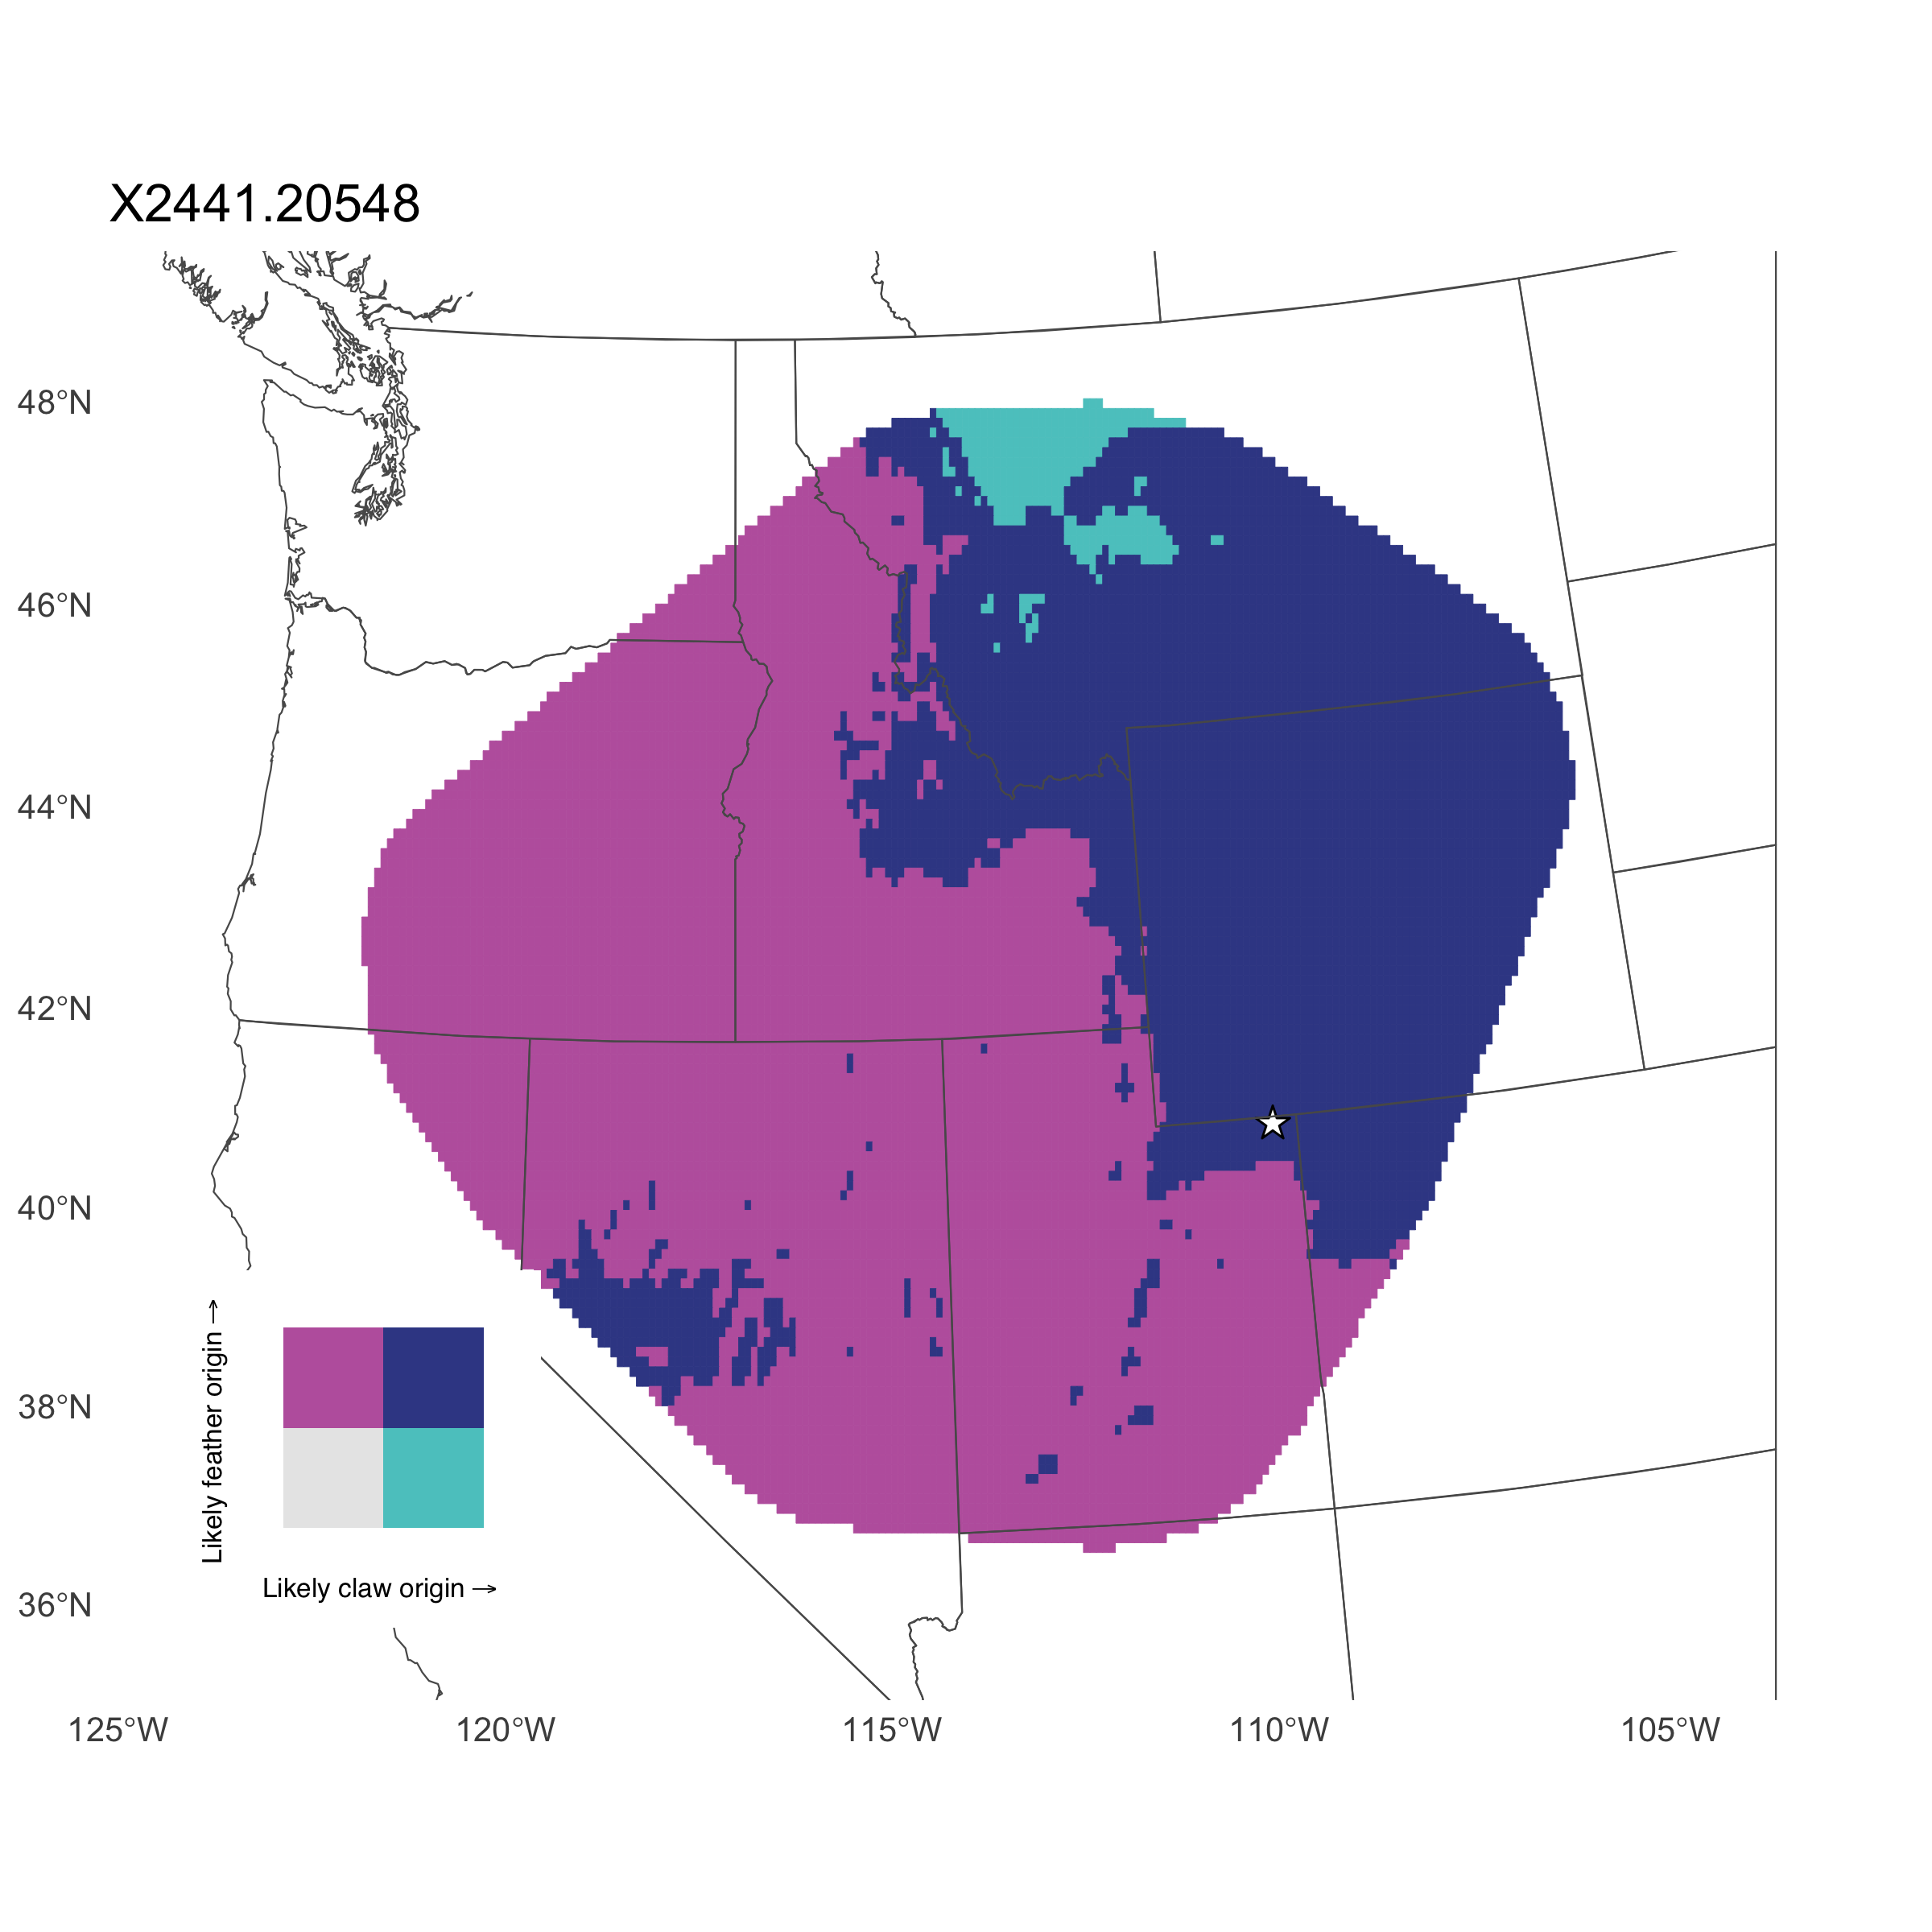 X2441.20548
48°N
46°N
44°N
42°N
40°N
38°N
36°N
Likely feather origin →
Likely claw origin →
125°W
120°W
115°W
110°W
105°W